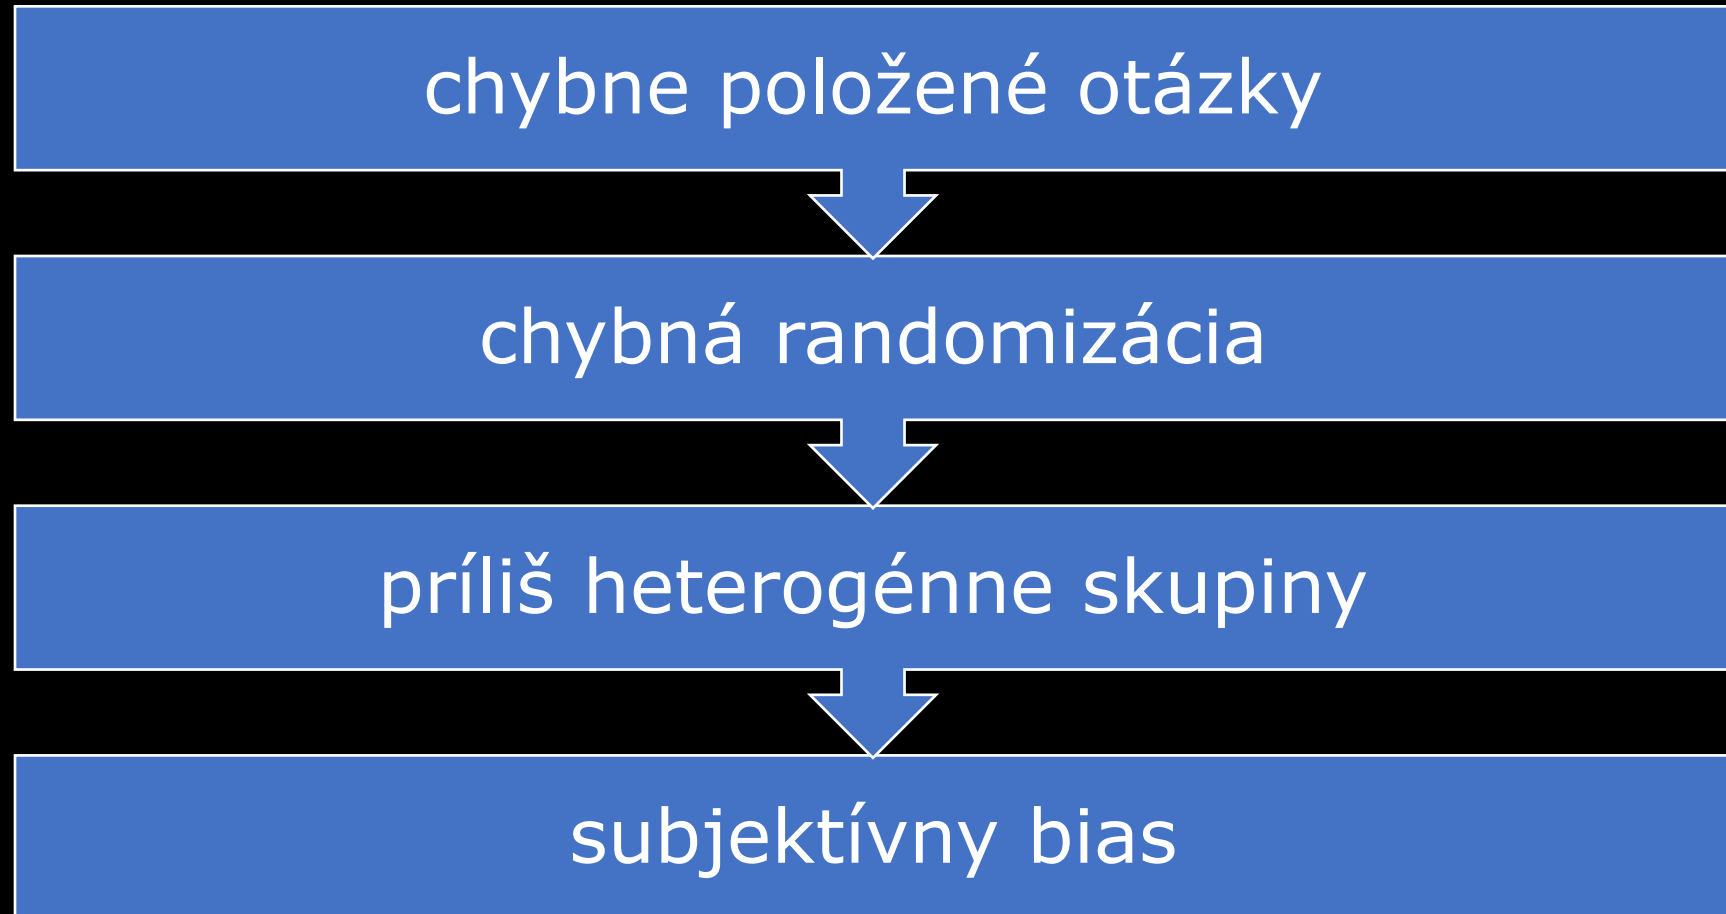 chybne položené otázky
chybná randomizácia
príliš heterogénne skupiny
subjektívny bias